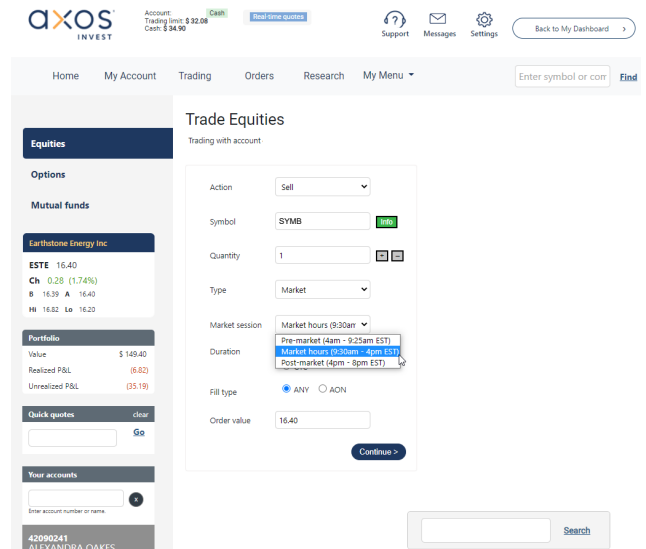 axos
INVEST
Account: Cash
Trading limit: $ 32.08
Cash: $ 34.90
Real-time quotes
Support
Messages
Settings
Back to My Dashboard >
Home My Account Trading Orders Research My Menu
Enter symbol or com
Find
Equities
Options
Mutual funds
Trade Equities
Trading with account
Action Sell
Symbol SYMB Info
Quantity 1 + −
Type Market
Market session Market hours (9:30am
Pre-market (4am - 9:25am EST)
Market hours (9:30am - 4pm EST)
Post-market (4pm - 8pm EST)
Duration
Fill type ANY AON
Order value 16.40
Continue >
Earthstone Energy Inc
ESTE 16.40
Ch 0.28 (1.74%)
B 16.39 A 16.40
Hi 16.82 Lo 16.20
Portfolio
Value $ 149.40
Realized P&L (6.82)
Unrealized P&L (35.19)
Quick quotes clear
Go
Your accounts
x
Enter account number or name.
42090241
ALEXANDRA OAKES
Search